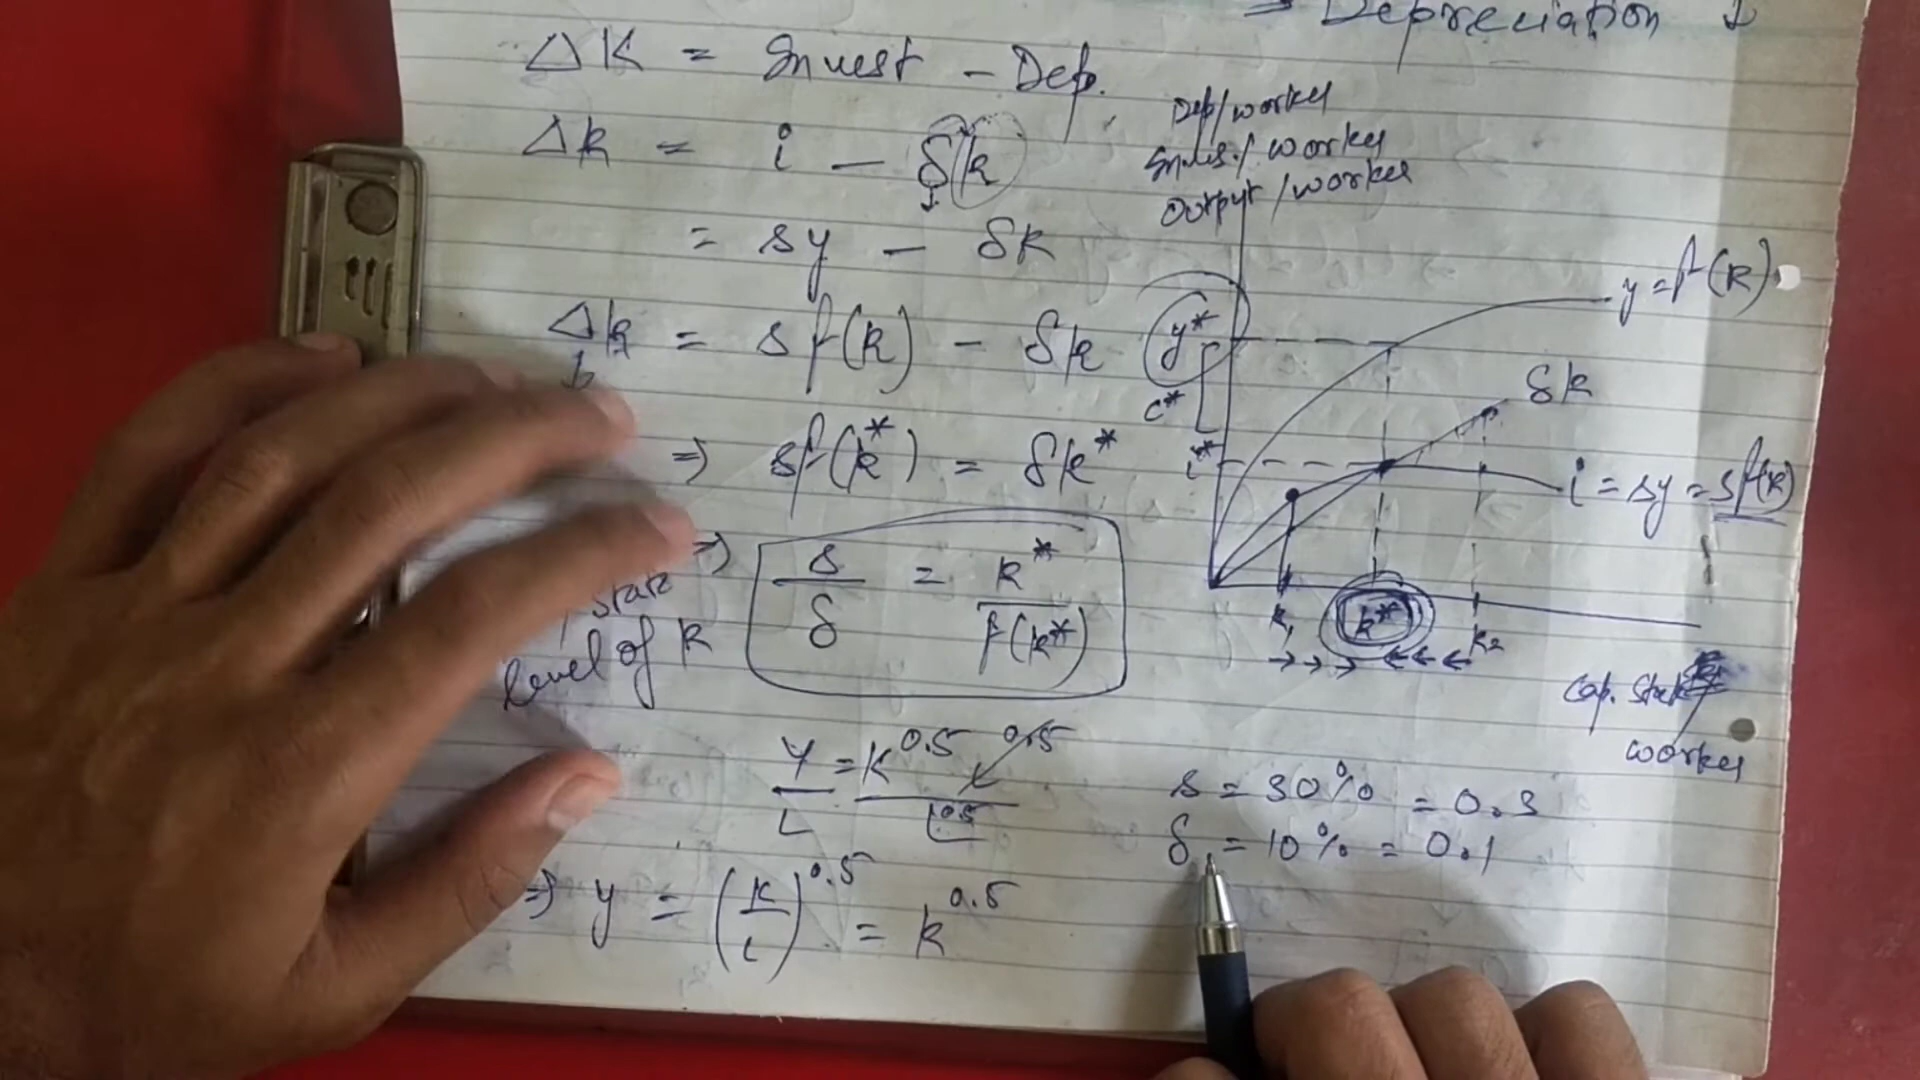 ⇒ Depreciation ↓
ΔK = Invest – Dep.
Δk = i – δ(k)
= sy – δk
Δk = sf(k) – δk
⇒ sf(k*) = δk*
⇒ s/δ = k*/f(k*)
state
level of k
Y/L = K^0.5 L^0.5 / L^0.5
⇒ y = (K/L)^0.5 = k^0.5
Dep/worker
Inves./worker
Output/worker
y = f(k)
y*
δk
c*
i*
i = sy = sf(k)
k₁ k* k₂
→→→ ←←←
Cap. Stock
worker
s = 30% = 0.3
δ = 10% = 0.1